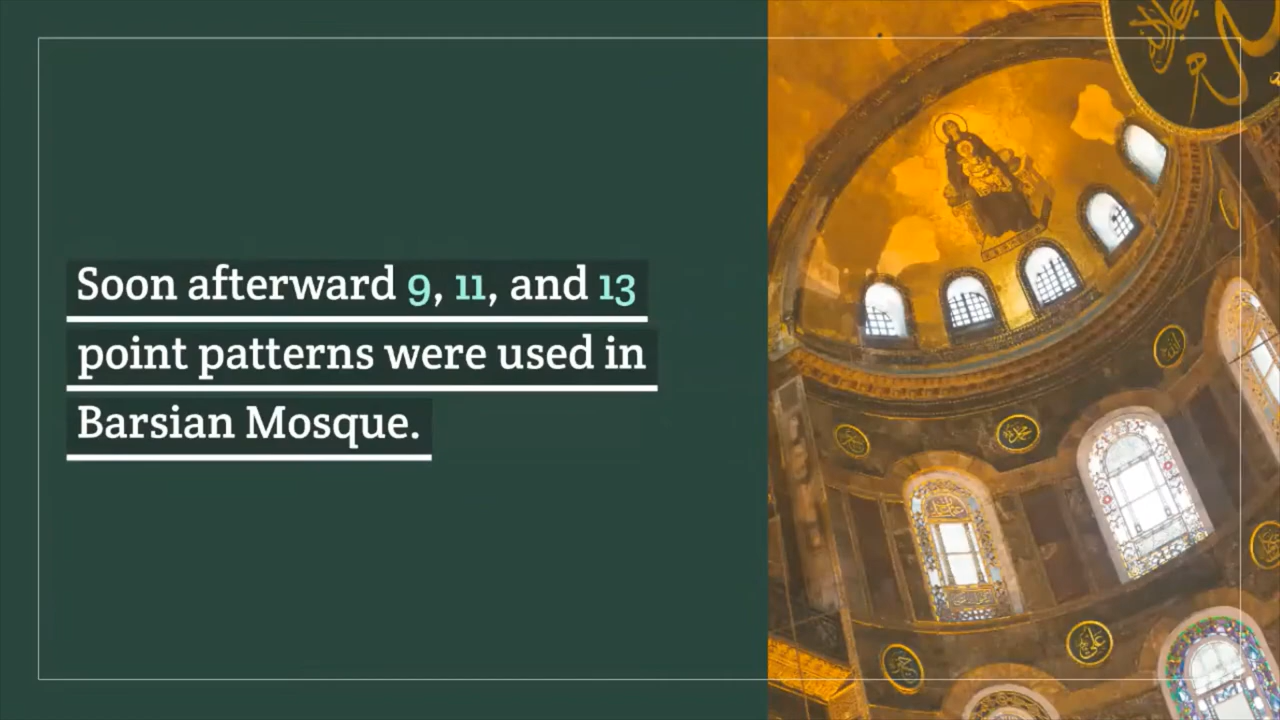 Soon afterward 9, 11, and 13
point patterns were used in
Barsian Mosque.